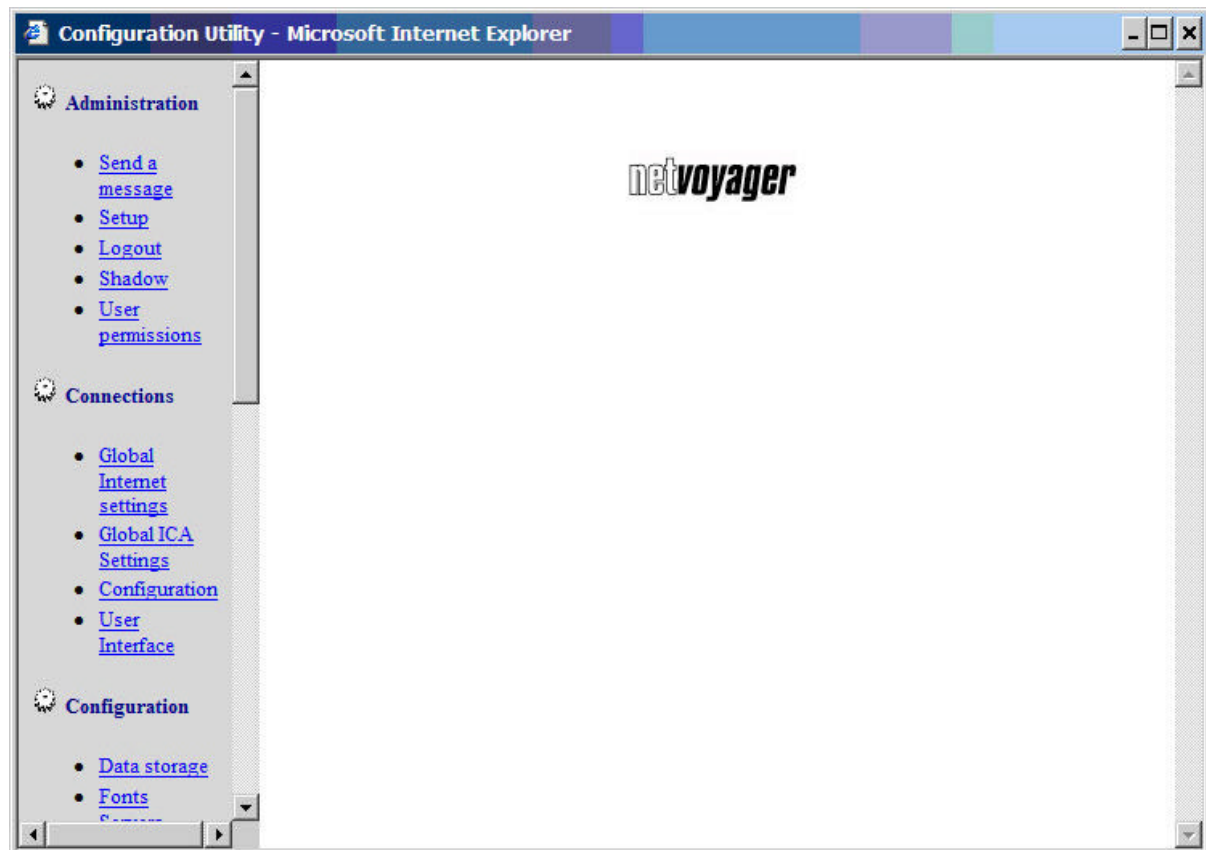 Configuration Utility - Microsoft Internet Explorer
Administration
Send a
message
Setup
Logout
Shadow
User
permissions
Connections
Global
Internet
settings
Global ICA
Settings
Configuration
User
Interface
Configuration
Data storage
Fonts
netvoyager